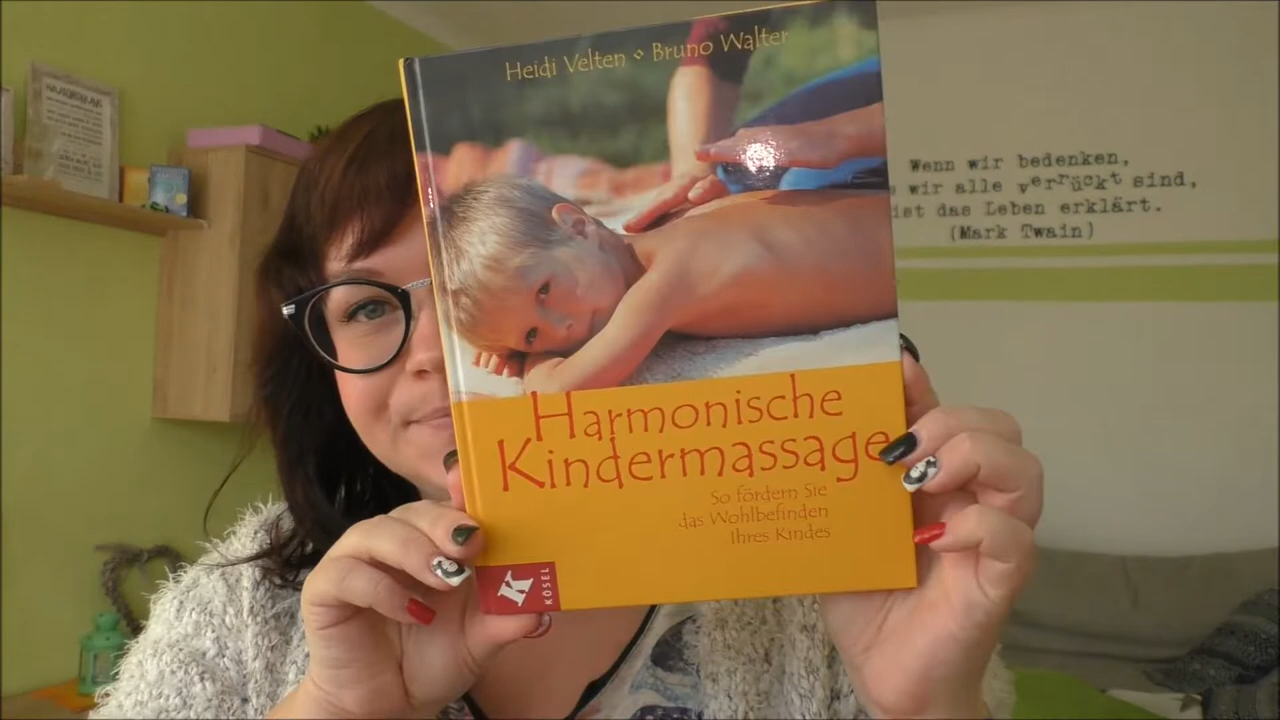 Heidi Velten ⬦ Bruno Walter
Harmonische
Kindermassage
So fördern Sie
das Wohlbefinden
Ihres Kindes
K
KÖSEL
Wenn wir bedenken,
wir alle verrückt sind,
ist das Leben erklärt.
(Mark Twain)